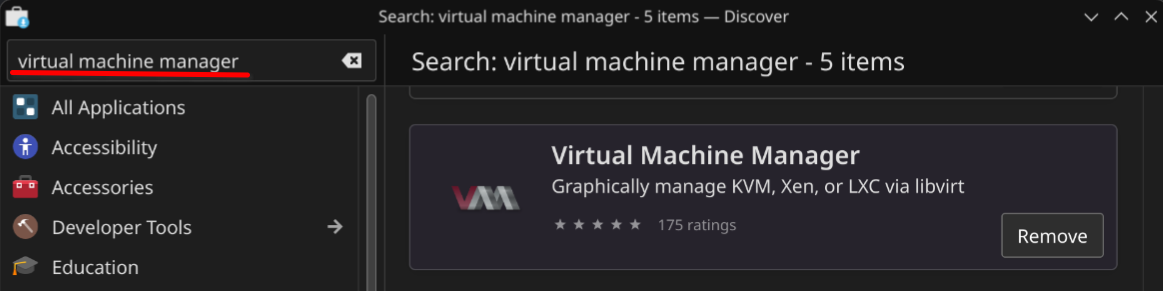 Search: virtual machine manager - 5 items — Discover
virtual machine manager
Search: virtual machine manager - 5 items
All Applications
Accessibility
Accessories
Developer Tools
Education
VMM
Virtual Machine Manager
Graphically manage KVM, Xen, or LXC via libvirt
175 ratings
Remove